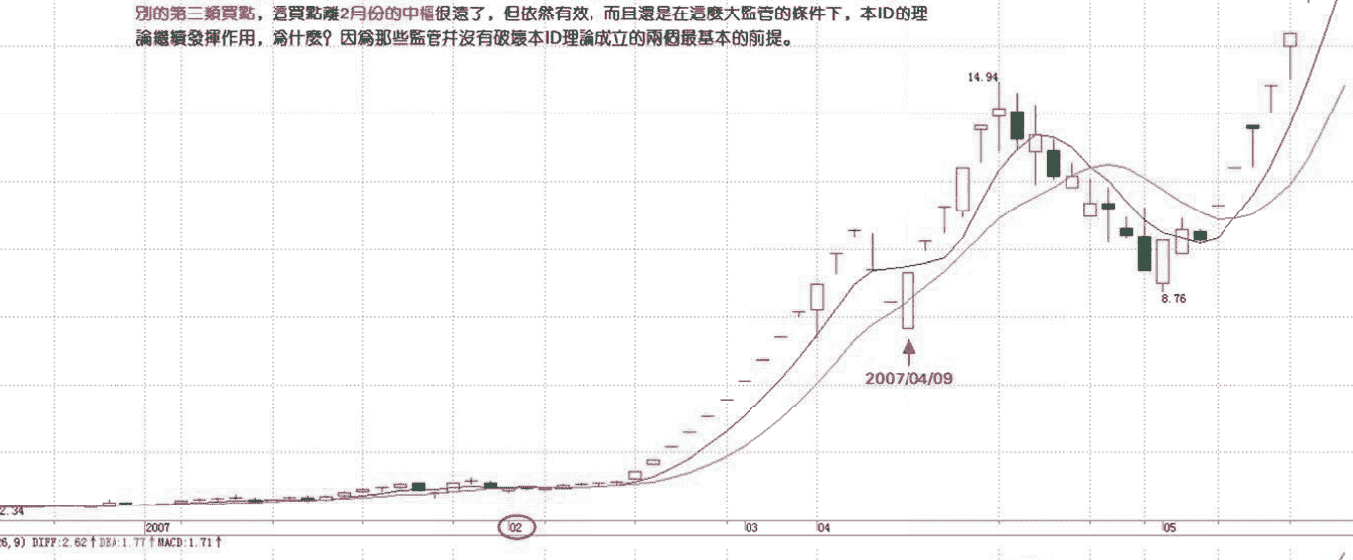 別的第三類買點，這買點離2月份的中樞很遠了，但依然有效，而且還是在這麼大監管的條件下，本ID的理
論繼續發揮作用，為什麼？因為那些監管并沒有破壞本ID理論成立的兩個最基本的前提。
14.94
8.76
2007/04/09
2.34
2007 02 03 04 05
26,9) DIFF:2.62↑ DEA:1.77↑ MACD:1.71↑